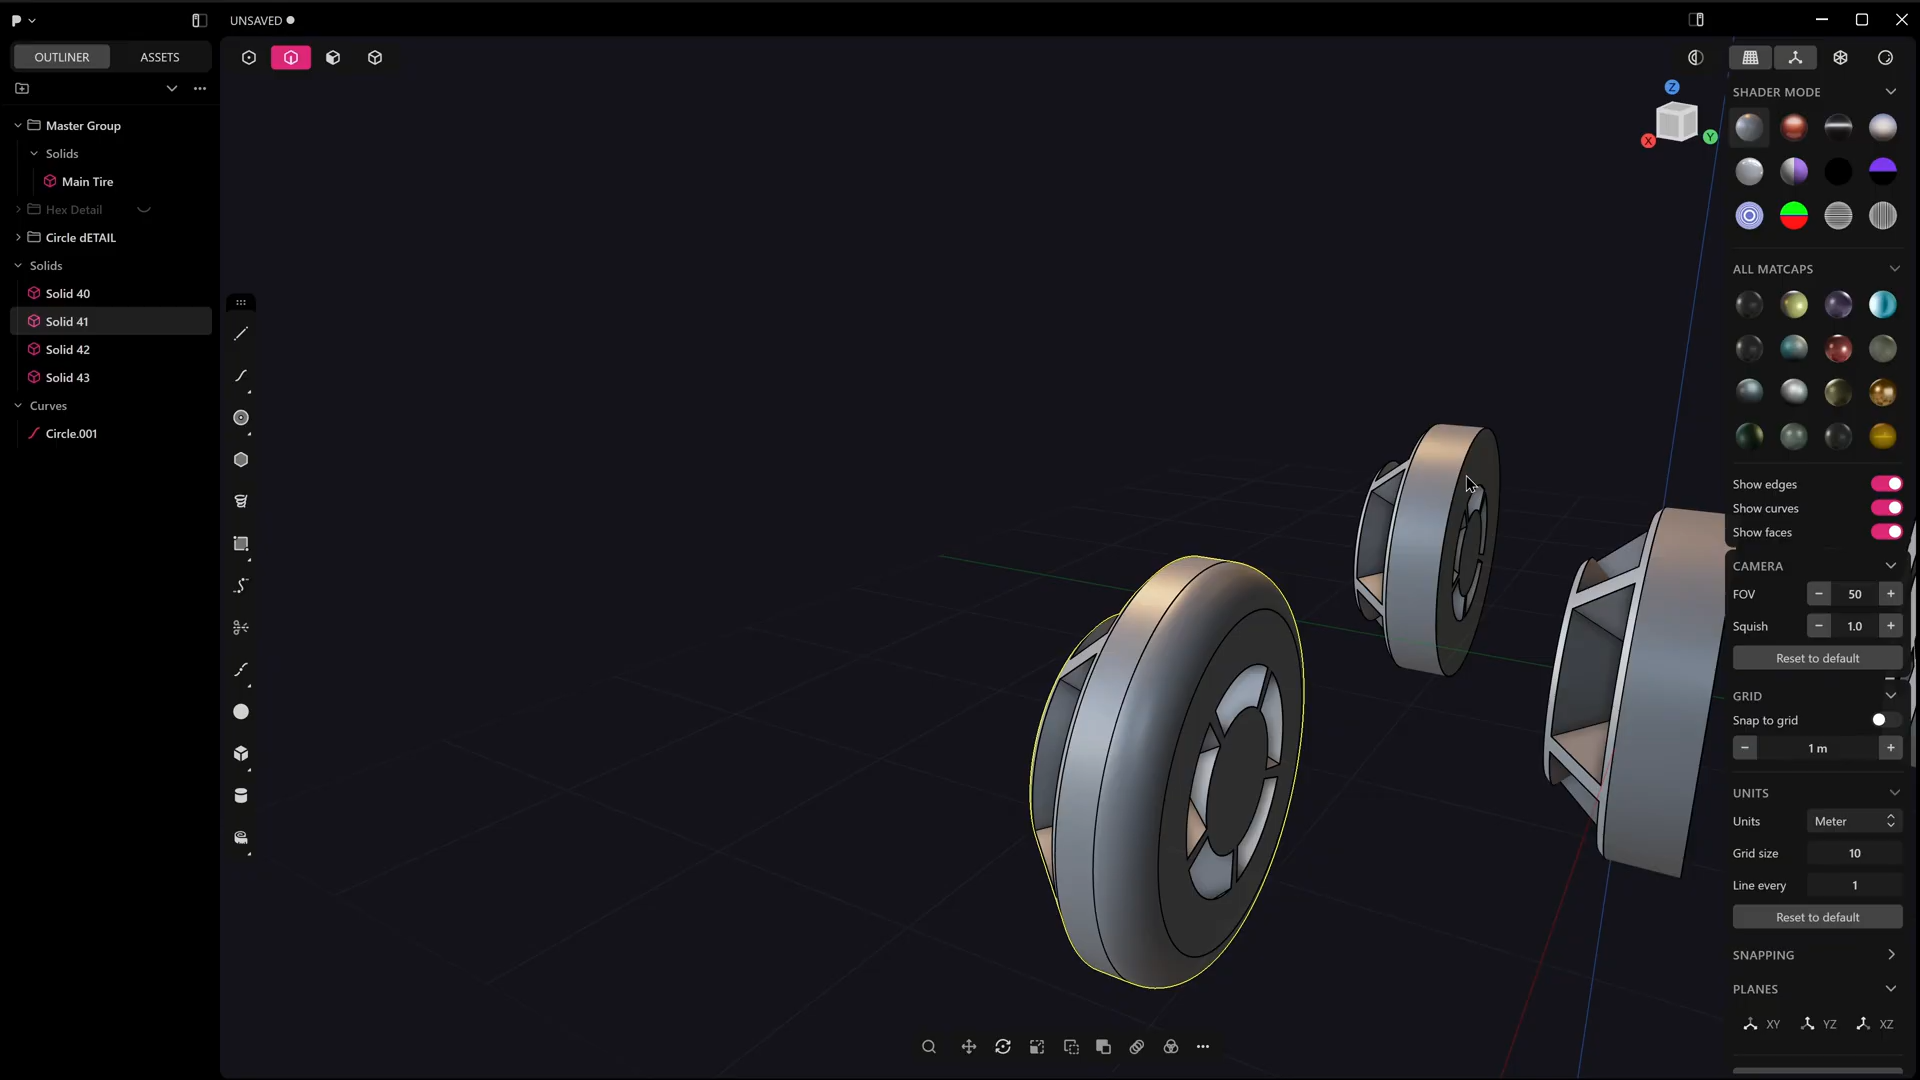 UNSAVED
OUTLINER
ASSETS
Master Group
Solids
Main Tire
Hex Detail
Circle dETAIL
Solids
Solid 40
Solid 41
Solid 42
Solid 43
Curves
Circle.001
Z
X
Y
SHADER MODE
ALL MATCAPS
Show edges
Show curves
Show faces
CAMERA
FOV
− 50 +
Squish
− 1.0 +
Reset to default
GRID
Snap to grid
− 1 m +
UNITS
Units
Meter
Grid size
10
Line every
1
Reset to default
SNAPPING
PLANES
XY
YZ
XZ